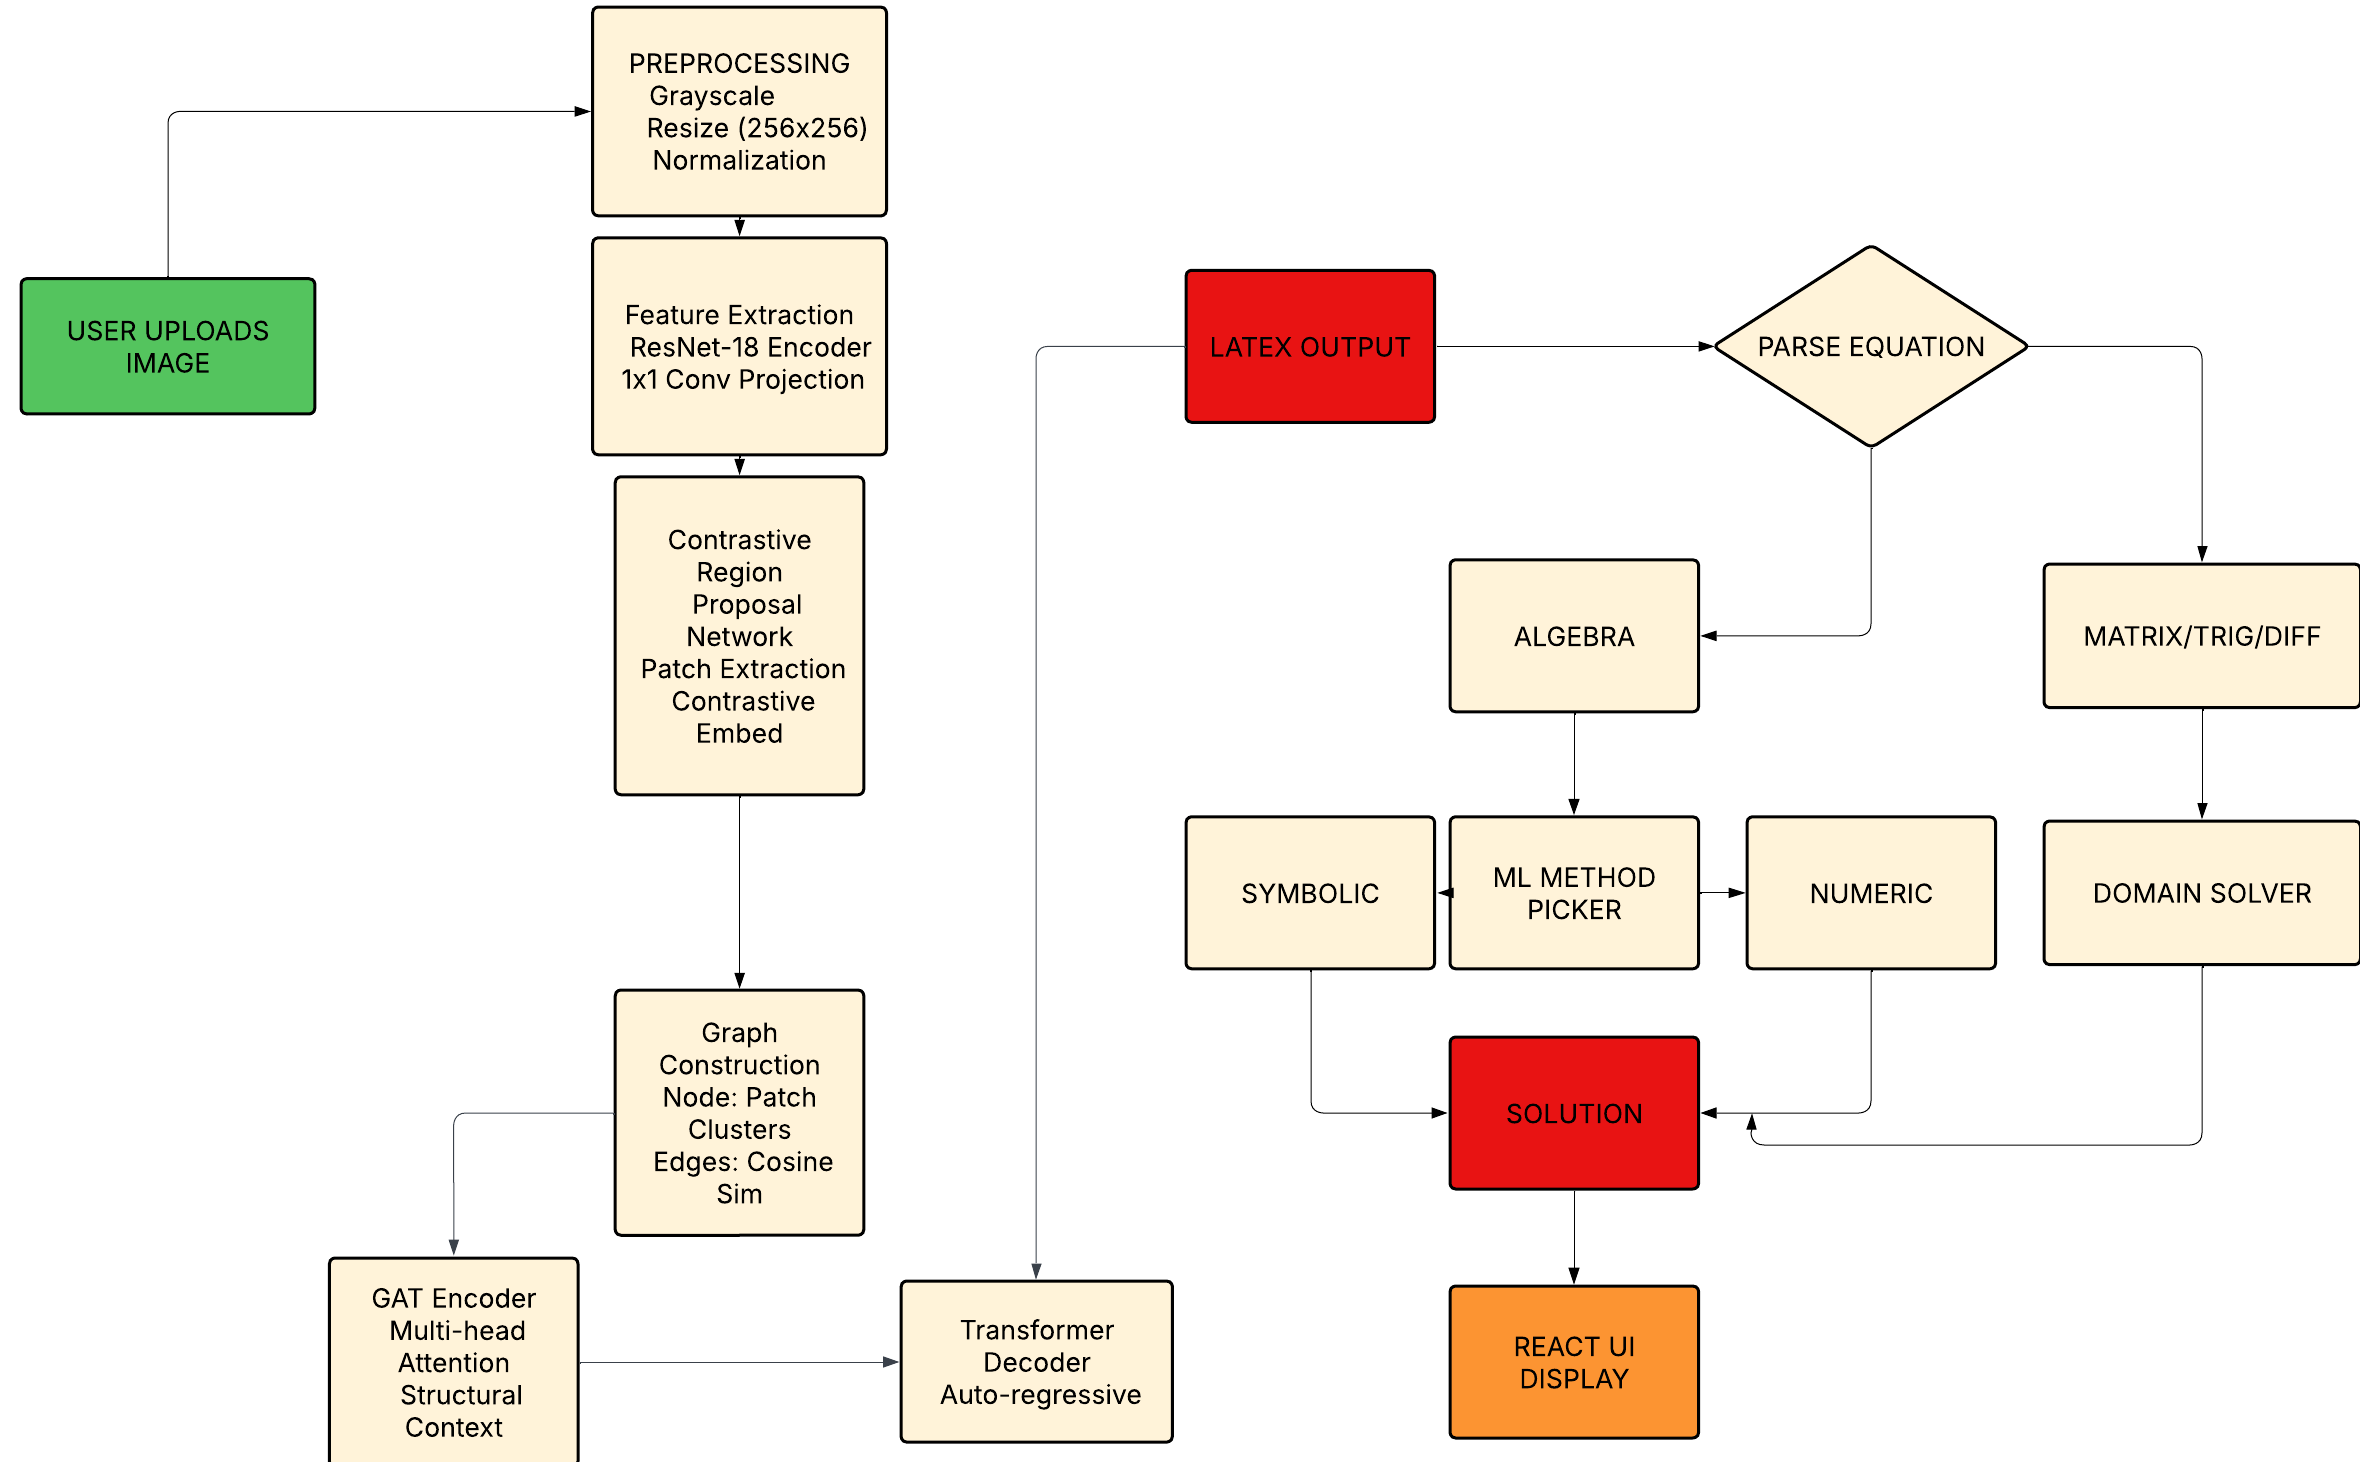 PREPROCESSING
Grayscale
Resize (256x256)
Normalization
USER UPLOADS
IMAGE
Feature Extraction
ResNet-18 Encoder
1x1 Conv Projection
Contrastive
Region
Proposal
Network
Patch Extraction
Contrastive
Embed
Graph
Construction
Node: Patch
Clusters
Edges: Cosine
Sim
GAT Encoder
Multi-head
Attention
Structural
Context
Transformer
Decoder
Auto-regressive
LATEX OUTPUT
PARSE EQUATION
ALGEBRA
MATRIX/TRIG/DIFF
SYMBOLIC
ML METHOD
PICKER
NUMERIC
DOMAIN SOLVER
SOLUTION
REACT UI
DISPLAY